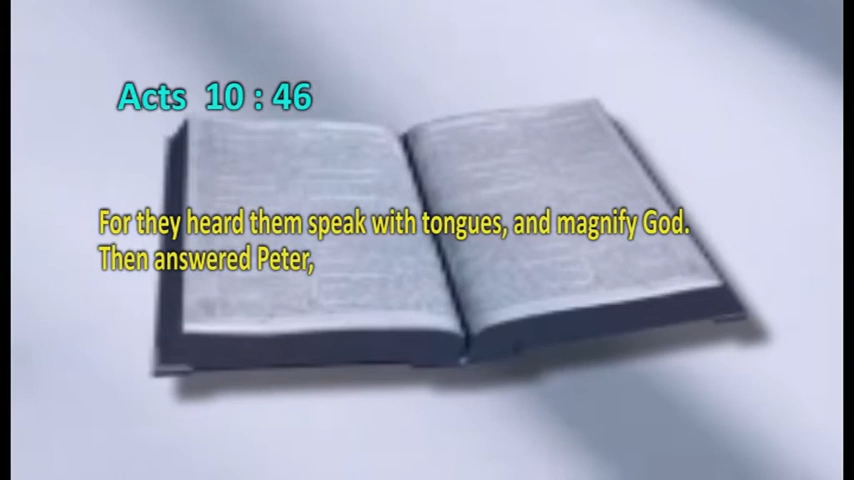 Acts 10 : 46
For they heard them speak with tongues, and magnify God.
Then answered Peter,